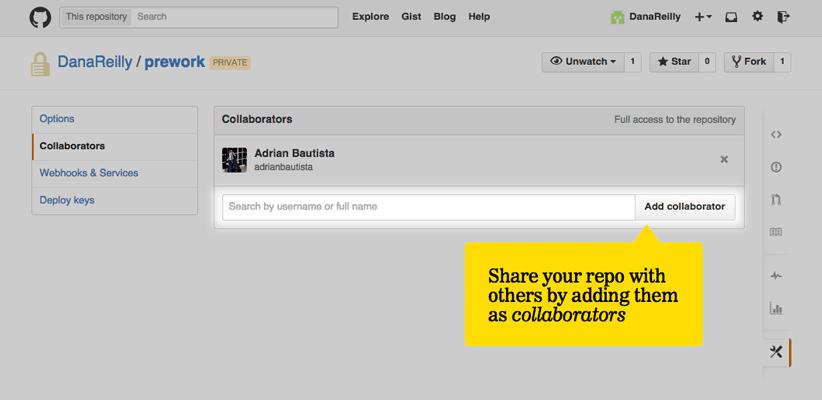 This repository Search Explore Gist Blog Help DanaReilly
DanaReilly / prework PRIVATE Unwatch 1 Star 0 Fork 1
Options
Collaborators
Webhooks & Services
Deploy keys
Collaborators Full access to the repository
Adrian Bautista
adrianbautista
Search by username or full name Add collaborator
Share your repo with
others by adding them
as collaborators